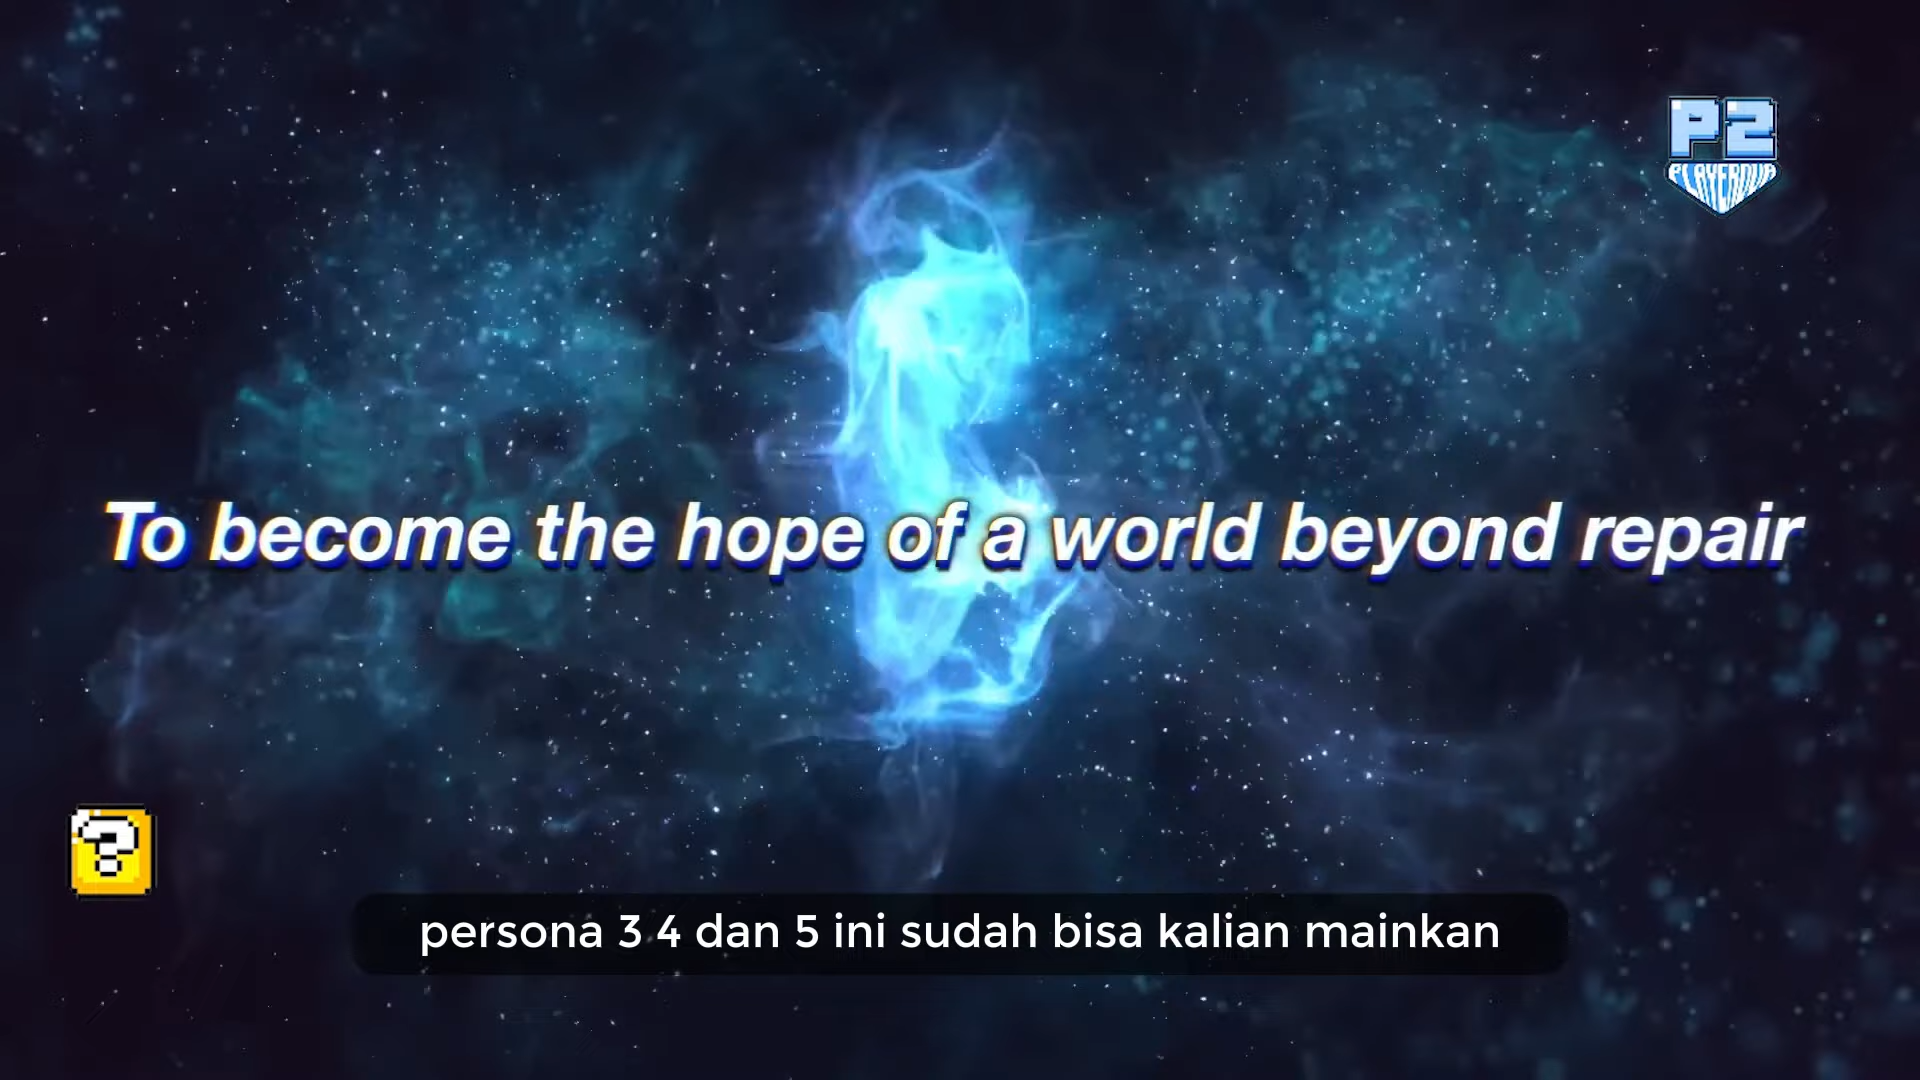 P2
PLAYERDUA
To become the hope of a world beyond repair
?
persona 3 4 dan 5 ini sudah bisa kalian mainkan